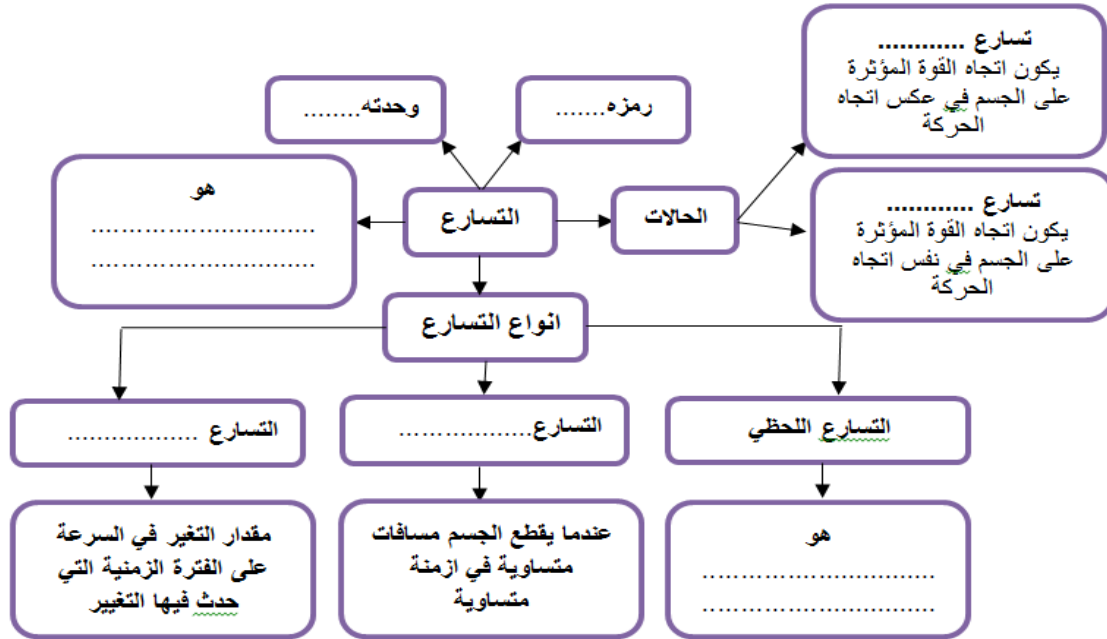 تسارع ............
يكون اتجاه القوة المؤثرة
على الجسم في عكس اتجاه
الحركة
رمزه.......
وحدته........
هو
..............................
..............................
التسارع
الحالات
تسارع ............
يكون اتجاه القوة المؤثرة
على الجسم في نفس اتجاه
الحركة
انواع التسارع
التسارع اللحظي
التسارع..................
التسارع ..................
هو
..............................
..............................
عندما يقطع الجسم مسافات
متساوية في ازمنة
متساوية
مقدار التغير في السرعة
على الفترة الزمنية التي
حدث فيها التغيير